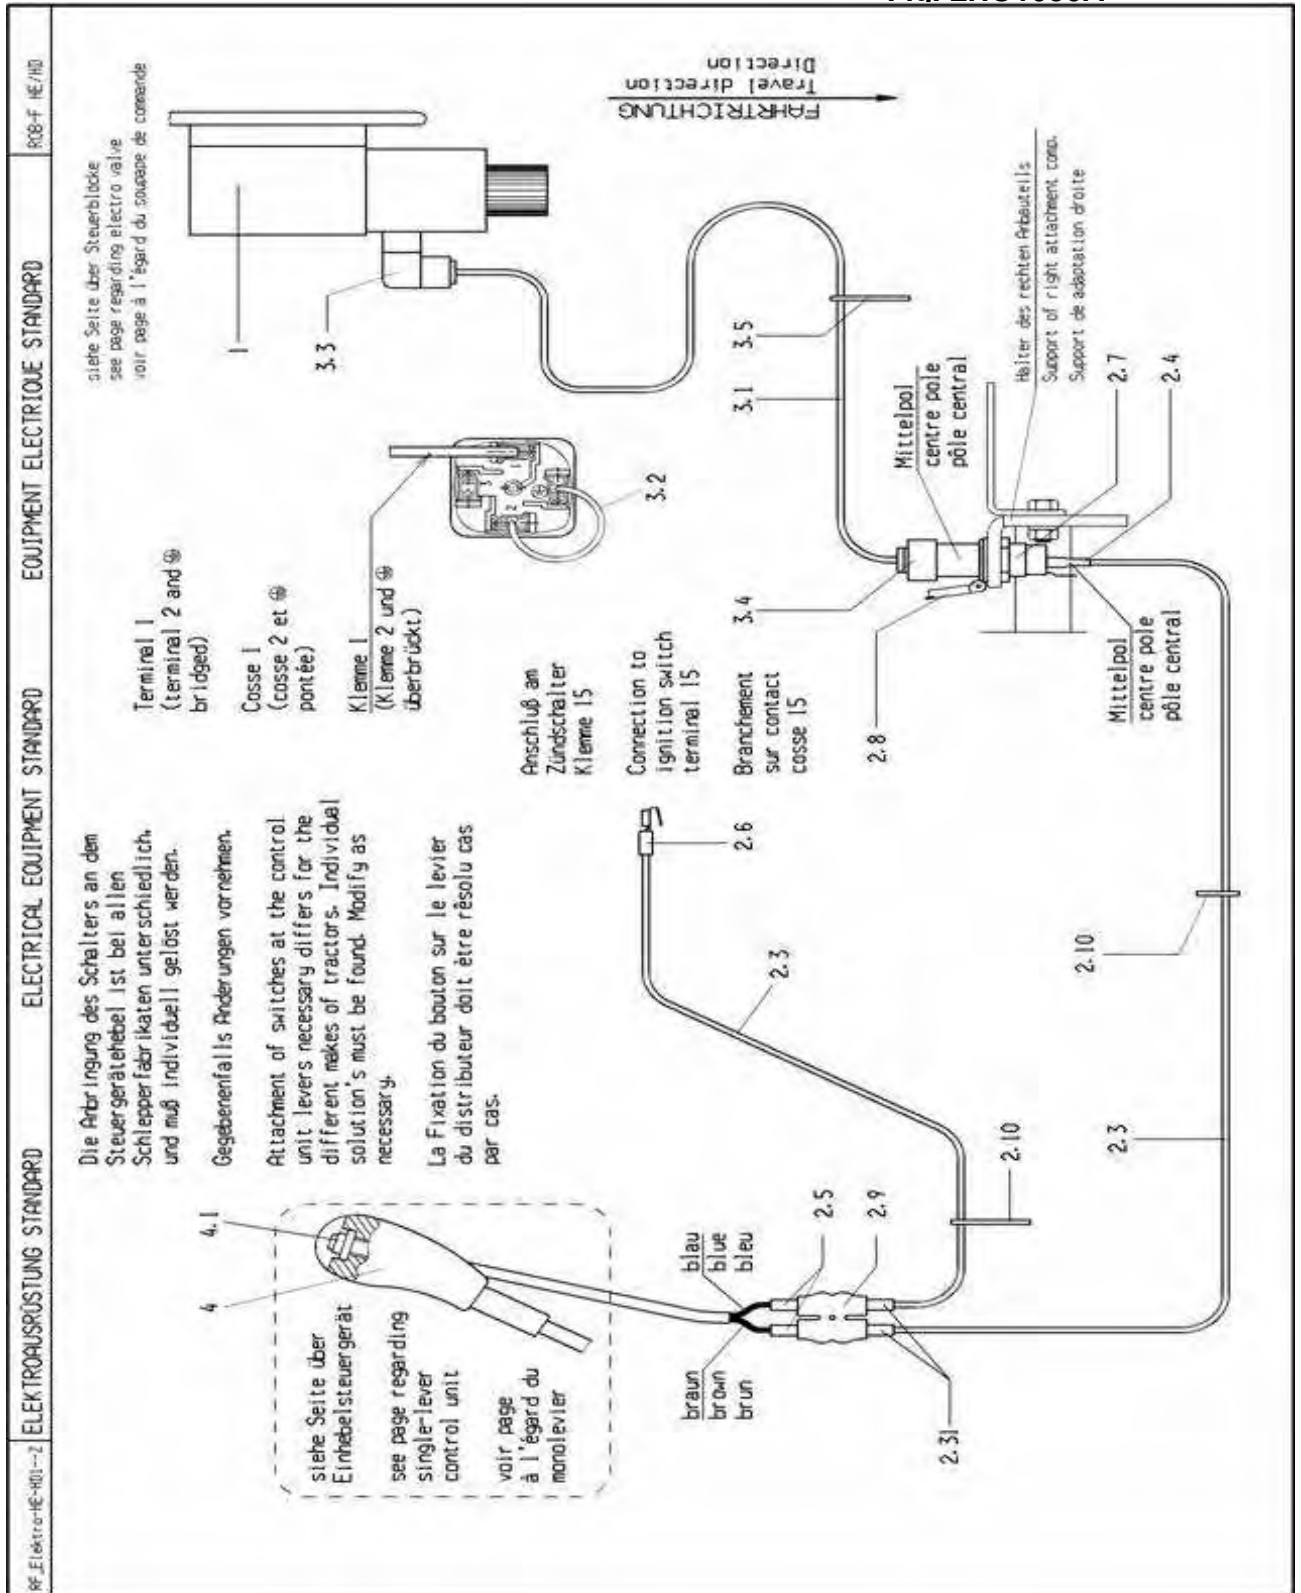 RF_Elektro-HE-HD1--Z
ELEKTROAUSRÜSTUNG STANDARD
ELECTRICAL EQUIPMENT STANDARD
EQUIPMENT ELECTRIQUE STANDARD
ROB-F HE/HD
Die Anbringung des Schalters an dem
Steuergerätehebel ist bei allen
Schlepperfabrikaten unterschiedlich.
und muß individuell gelöst werden.
Gegebenenfalls Änderungen vornehmen.
Attachment of switches at the control
unit levers necessary differs for the
different makes of tractors. Individual
solution's must be found. Modify as
necessary.
La Fixation du bouton sur le levier
du distributeur doit être résolu cas
par cas.
Terminal 1
(terminal 2 and ⏚
bridged)
Cosse 1
(cosse 2 et ⏚
pontée)
Klemme 1
(Klemme 2 und ⏚
überbrückt)
siehe Seite über Steuerblöcke
see page regarding electro valve
voir page à l'égard du soupape de commande
1
3.3
3.2
1
2
3
4
4.1
siehe Seite über
Einhebelsteuergerät
see page regarding
single-lever
control unit
voir page
à l'égard du
monolevier
Anschluß am
Zündschalter
Klemme 15
Connection to
ignition switch
terminal 15
Branchement
sur contact
cosse 15
FAHRTRICHTUNG
Travel direction
Direction
braun
brown
brun
blau
blue
bleu
2.5
2.9
2.31
2.10
2.3
2.6
2.8
3.4
3.1
3.5
Mittelpol
centre pole
pôle central
Halter des rechten Anbauteils
Support of right attachment comp.
Support de adaptation droite
2.7
2.4
Mittelpol
centre pole
pôle central
2.10
2.3